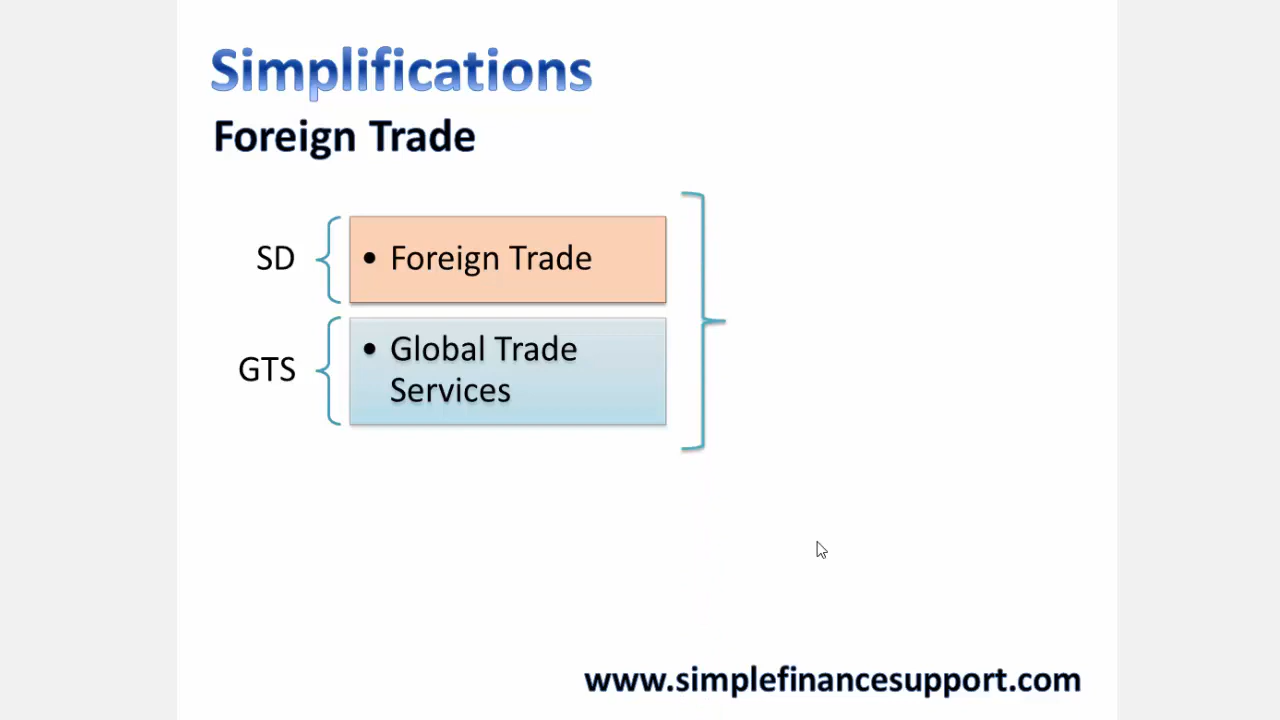 Simplifications
Foreign Trade
SD
• Foreign Trade
GTS
• Global Trade
Services
www.simplefinancesupport.com